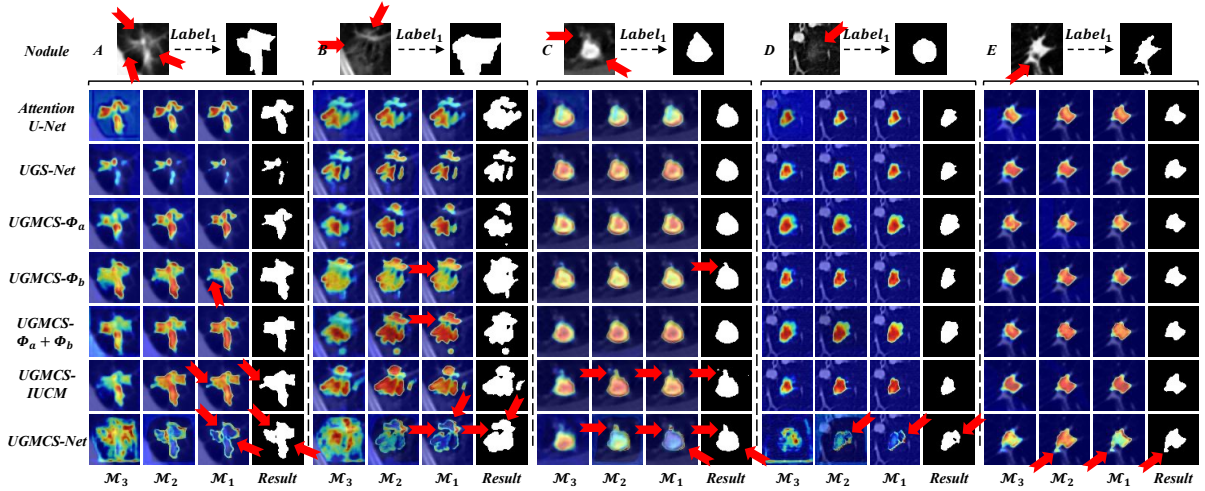 Nodule A Label₁ B Label₁ C Label₁ D Label₁ E Label₁
Attention
U-Net
UGS-Net
UGMCS-Φₐ
UGMCS-Φ_b
UGMCS-
Φₐ + Φ_b
UGMCS-
IUCM
UGMCS-Net
ℳ₃ ℳ₂ ℳ₁ Result ℳ₃ ℳ₂ ℳ₁ Result ℳ₃ ℳ₂ ℳ₁ Result ℳ₃ ℳ₂ ℳ₁ Result ℳ₃ ℳ₂ ℳ₁ Result